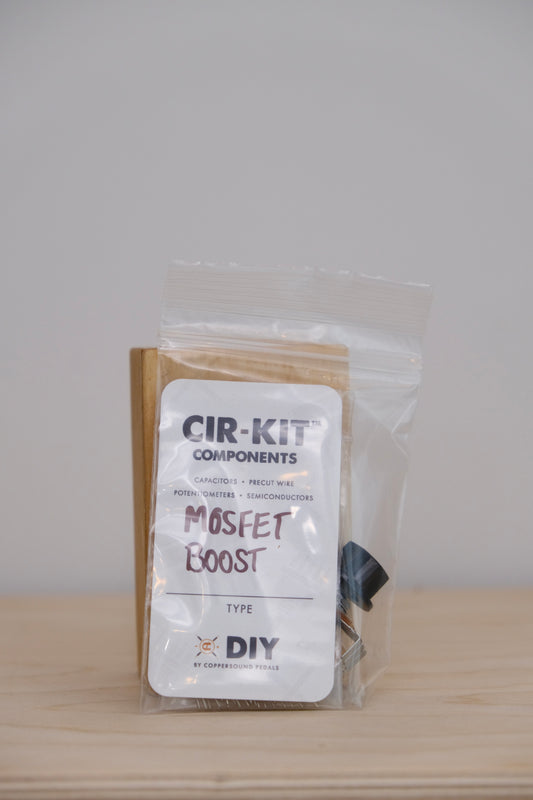 CIR-KIT™
COMPONENTS
CAPACITORS • PRECUT WIRE
POTENTIOMETERS • SEMICONDUCTORS
MOSFET
BOOST
TYPE
DIY
BY COPPERSOUND PEDALS